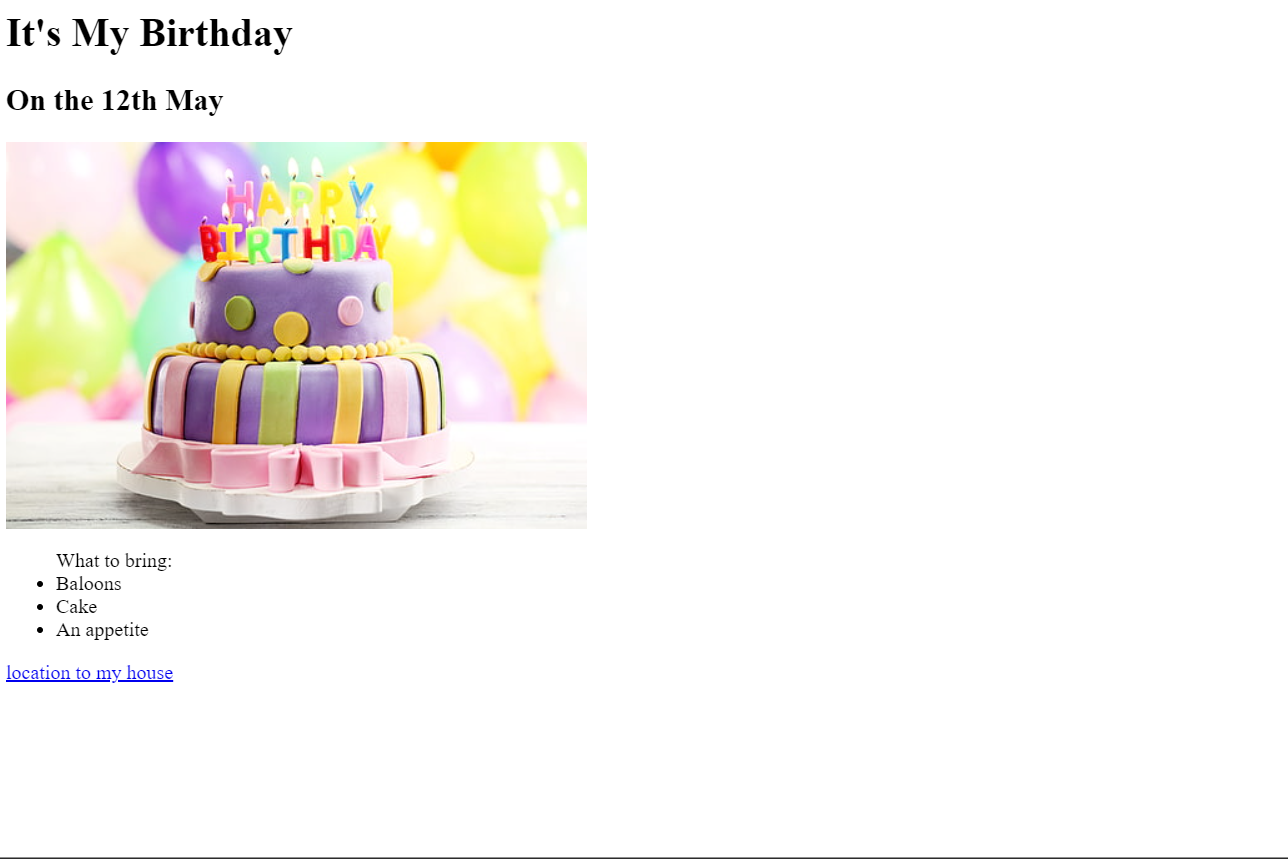 It's My Birthday
On the 12th May
HAPPY
BIRTHDAY
What to bring:
Baloons
Cake
An appetite
location to my house